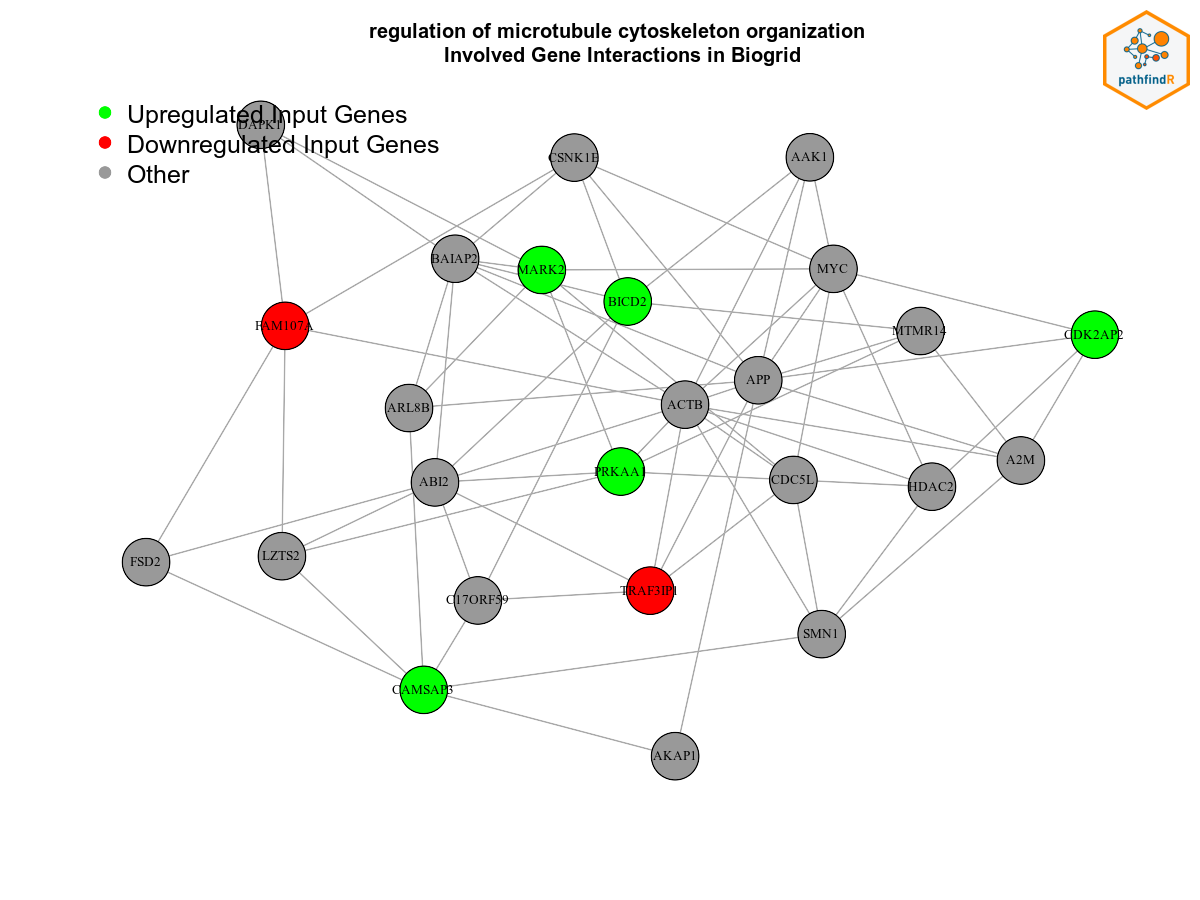 regulation of microtubule cytoskeleton organization
Involved Gene Interactions in Biogrid
pathfindR
Upregulated Input Genes
DAPK1
Downregulated Input Genes
Other
CSNK1E
AAK1
BAIAP2
MARK2
MYC
BICD2
FAM107A
MTMR14
CDK2AP2
APP
ARL8B
ACTB
A2M
PRKAA1
ABI2
CDC5L
HDAC2
LZTS2
FSD2
TRAF3IP1
C17ORF59
SMN1
CAMSAP3
AKAP1